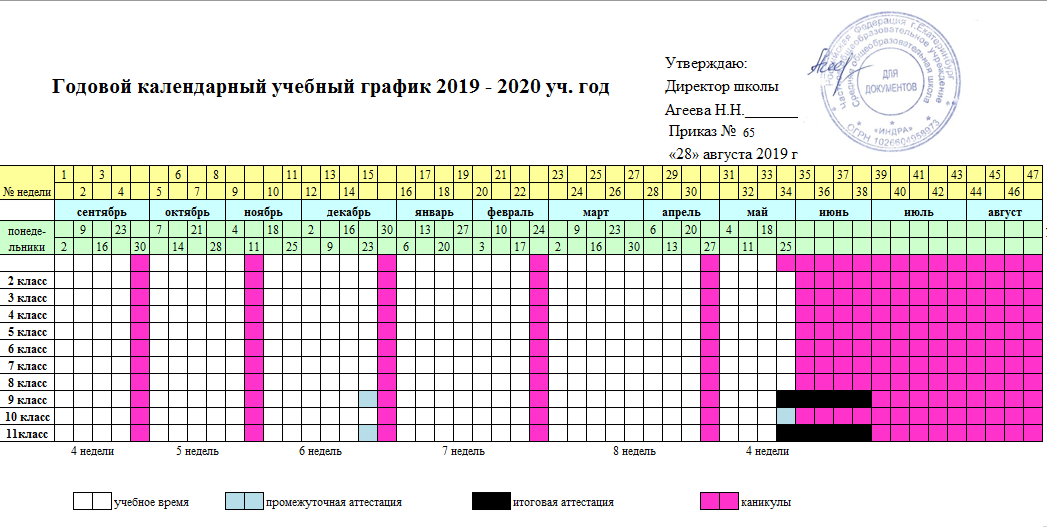 Утверждаю:
Годовой календарный учебный график 2019 - 2020 уч. год
Директор школы
Агеева Н.Н._______
Приказ № 65
«28» августа 2019 г
Федерация г.Екатеринбург
общеобразовательное учреждение
Средняя общеобразовательная школа
ДЛЯ
ДОКУМЕНТОВ
«ИНДРА»
1 3 6 8 11 13 15 17 19 21 23 25 27 29 31 33 35 37 39 41 43 45 47
№ недели 2 4 5 7 9 10 12 14 16 18 20 22 24 26 28 30 32 34 36 38 40 42 44 46
сентябрь октябрь ноябрь декабрь январь февраль март апрель май июнь июль август
понеде- 9 23 7 21 4 18 2 16 30 13 27 10 24 9 23 6 20 4 18
льники 2 16 30 14 28 11 25 9 23 6 20 3 17 2 16 30 13 27 11 25
2 класс
3 класс
4 класс
5 класс
6 класс
7 класс
8 класс
9 класс
10 класс
11класс
4 недели 5 недель 6 недель 7 недель 8 недель 4 недели
учебное время промежуточная аттестация итоговая аттестация каникулы